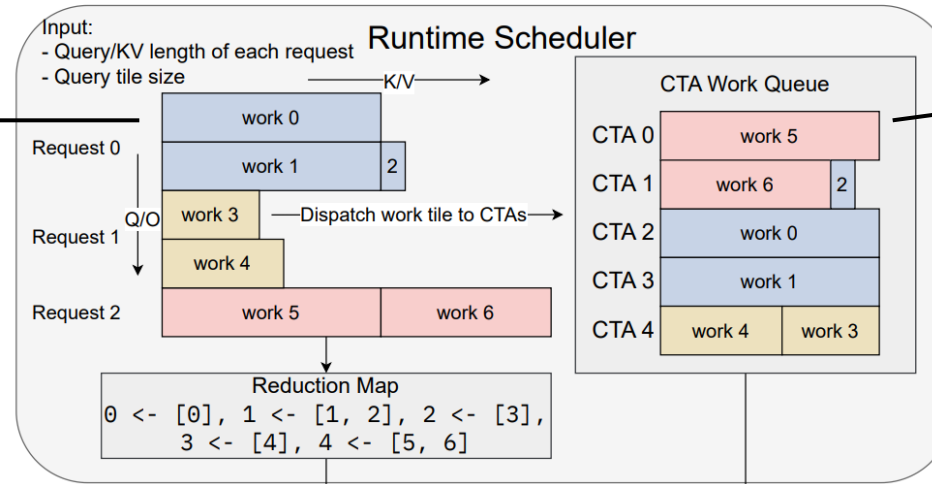 Input:
- Query/KV length of each request
- Query tile size
Runtime Scheduler
K/V
Request 0
Q/O
Request 1
Request 2
work 0
work 1
2
work 3
work 4
work 5
work 6
Dispatch work tile to CTAs
CTA Work Queue
CTA 0
work 5
CTA 1
work 6
2
CTA 2
work 0
CTA 3
work 1
CTA 4
work 4
work 3
Reduction Map
0 <- [0], 1 <- [1, 2], 2 <- [3],
3 <- [4], 4 <- [5, 6]